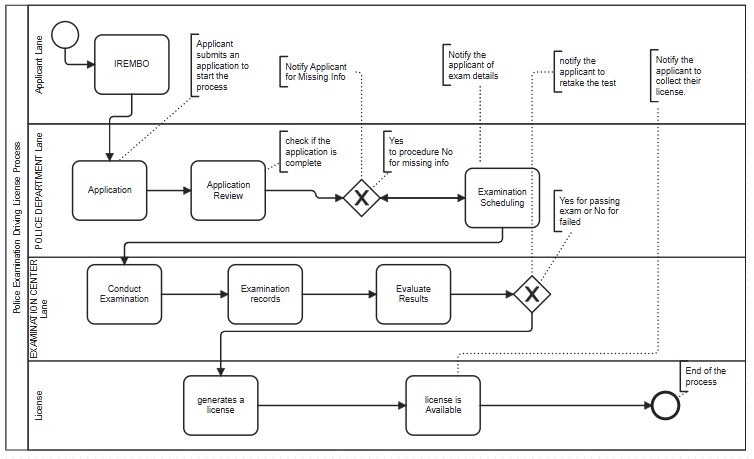 Police Examination Driving License Process
Applicant Lane
IREMBO
Applicant
submits an
application to
start the
process
Notify Applicant
for Missing Info
Notify the
applicant of
exam details
notify the
applicant to
retake the test
Notify the
applicant to
collect their
license.
POLICE DEPARTMENT Lane
Application
Application
Review
check if the
application is
complete
Yes
to procedure No
for missing info
Examination
Scheduling
Yes for passing
exam or No for
failed
EXAMINATION CENTER
Lane
Conduct
Examination
Examination
records
Evaluate
Results
License
generates a
license
license is
Available
End of the
process